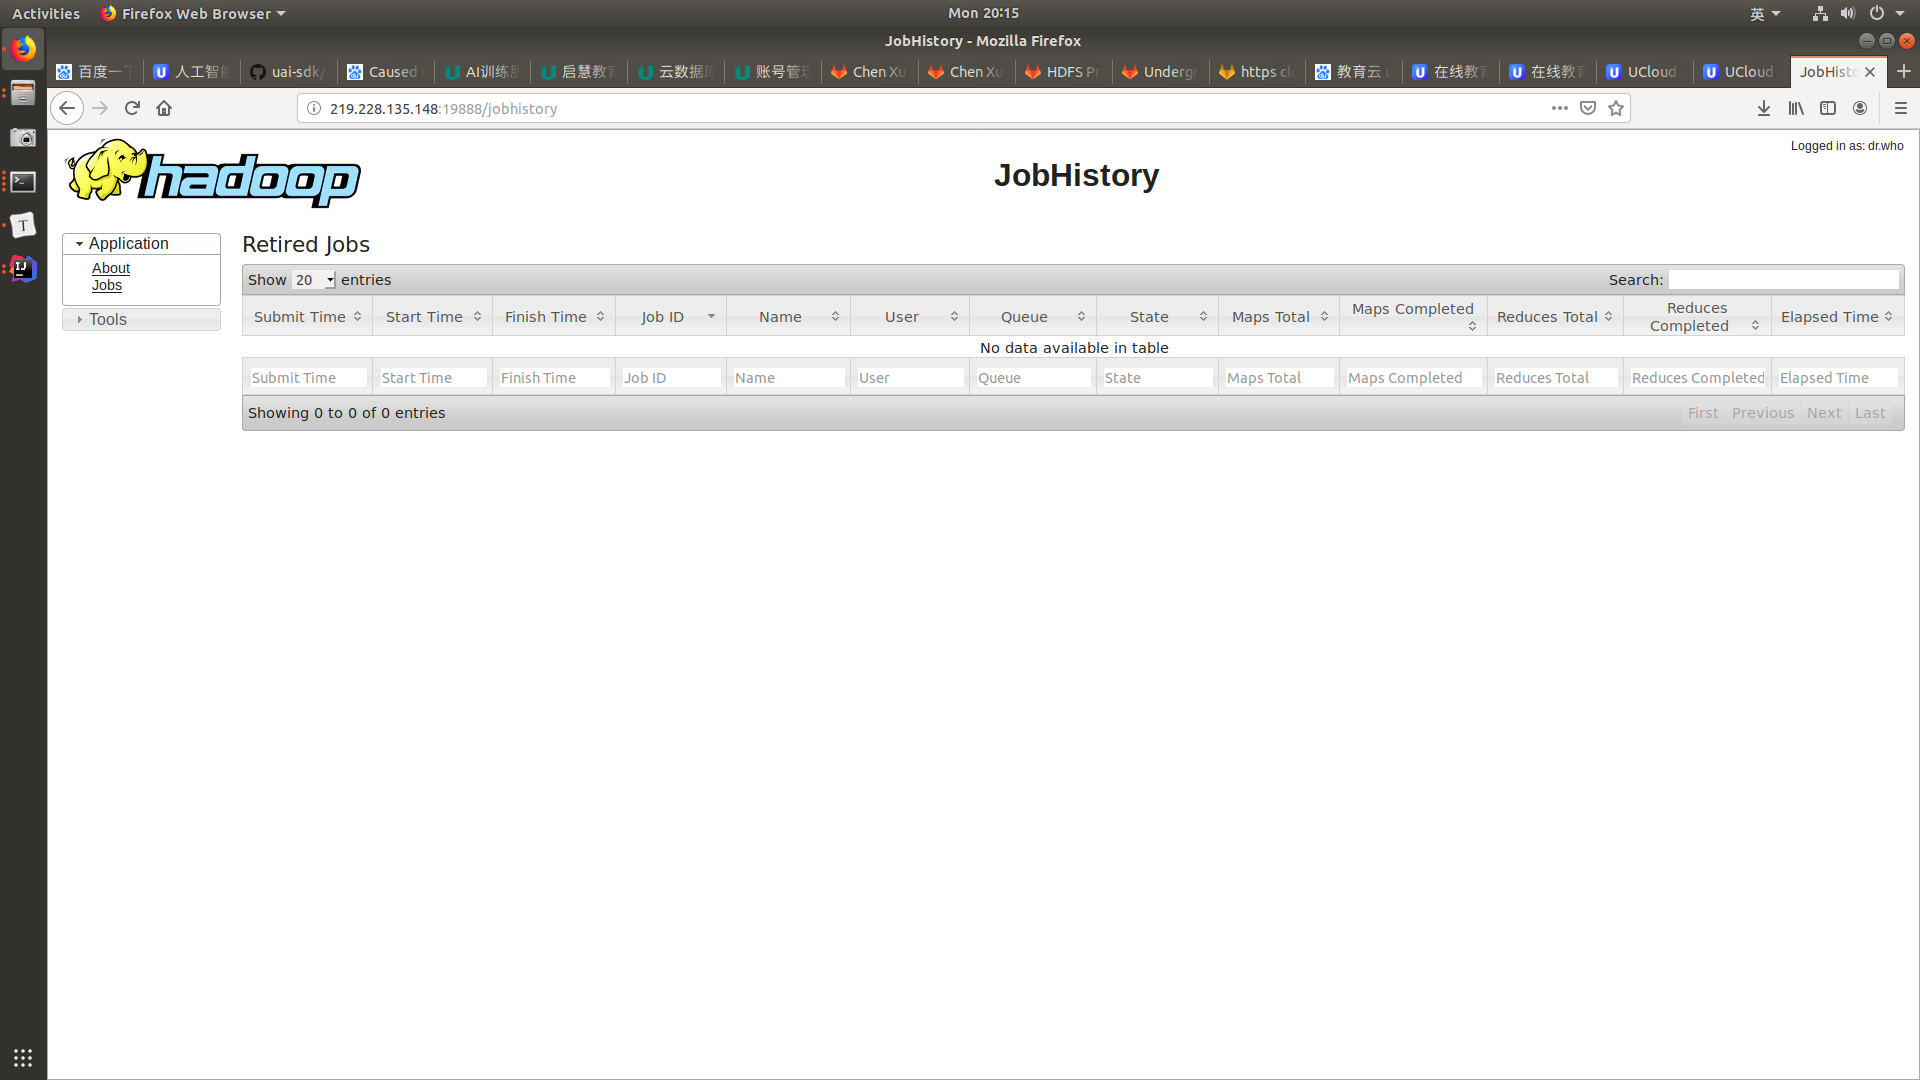 Activities Firefox Web Browser Mon 20:15 英
JobHistory - Mozilla Firefox
百度一下 人工智能 uai-sdk/ Caused AI训练服 启慧教育 云数据库 账号管理 Chen Xu Chen Xu HDFS Pr Undergr https clo 教育云 u 在线教育 在线教育 UCloud UCloud JobHisto
219.228.135.148:19888/jobhistory
Logged in as: dr.who
hadoop
JobHistory
Application
About
Jobs
Tools
Retired Jobs
Show 20 entries Search:
Submit Time Start Time Finish Time Job ID Name User Queue State Maps Total Maps Completed Reduces Total Reduces Completed Elapsed Time
No data available in table
Submit Time Start Time Finish Time Job ID Name User Queue State Maps Total Maps Completed Reduces Total Reduces Completed Elapsed Time
Showing 0 to 0 of 0 entries First Previous Next Last